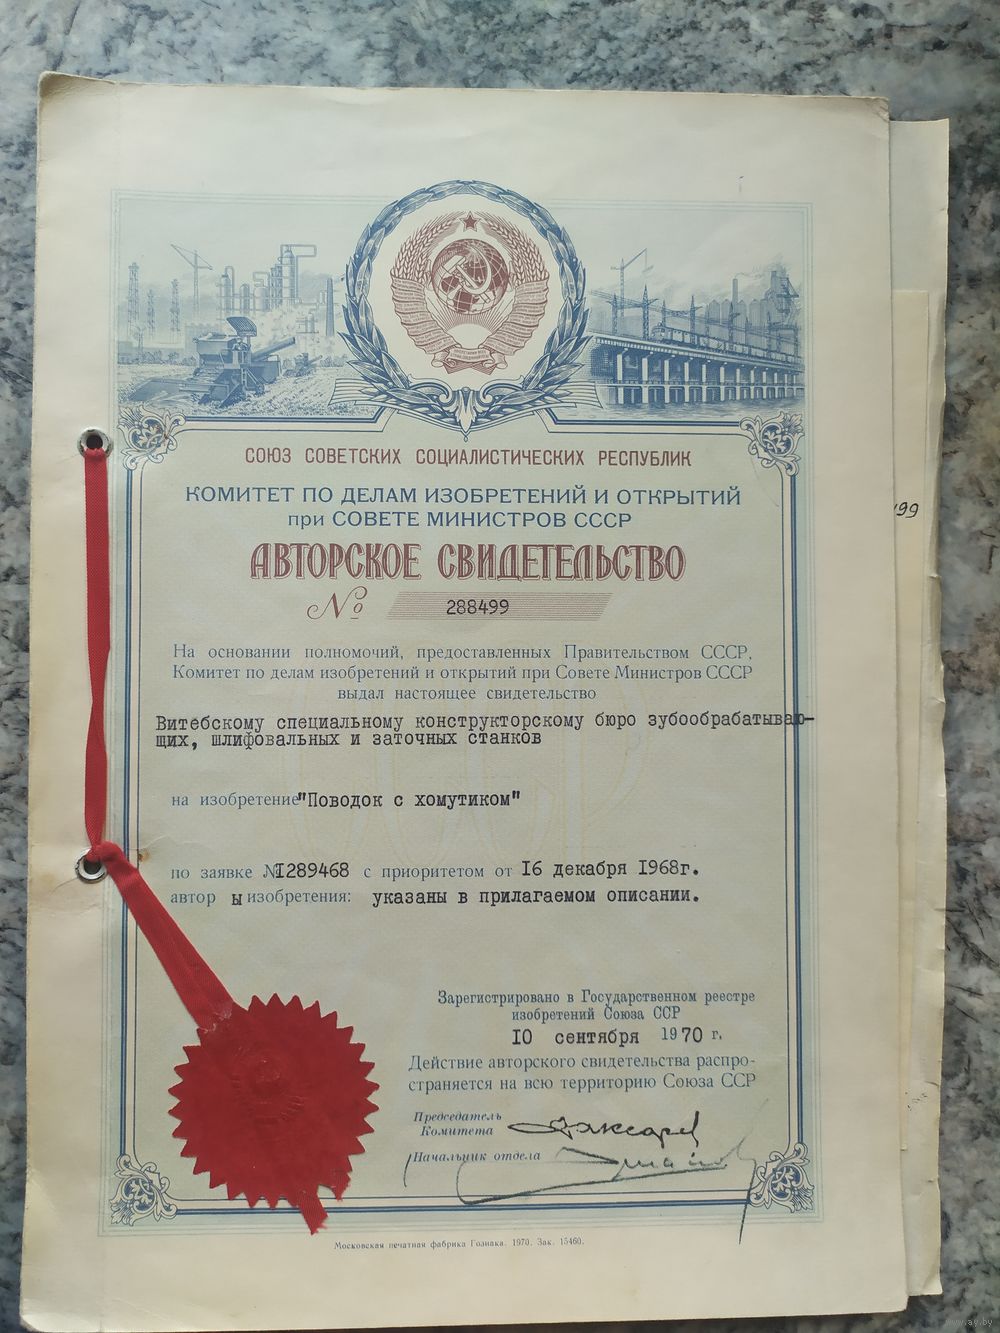 СОЮЗ СОВЕТСКИХ СОЦИАЛИСТИЧЕСКИХ РЕСПУБЛИК
КОМИТЕТ ПО ДЕЛАМ ИЗОБРЕТЕНИЙ И ОТКРЫТИЙ
при СОВЕТЕ МИНИСТРОВ СССР
АВТОРСКОЕ СВИДЕТЕЛЬСТВО
№ 288499
На основании полномочий, предоставленных Правительством СССР,
Комитет по делам изобретений и открытий при Совете Министров СССР
выдал настоящее свидетельство
Витебскому специальному конструкторскому бюро зубообрабатываю-
щих, шлифовальных и заточных станков
на изобретение "Поводок с хомутиком"
по заявке №1289468 с приоритетом от 16 декабря 1968г.
автор ы изобретения: указаны в прилагаемом описании.
Зарегистрировано в Государственном реестре
изобретений Союза ССР
10 сентября 1970 г.
Действие авторского свидетельства распро-
страняется на всю территорию Союза ССР
Председатель
Комитета
Начальник отдела
Московская печатная фабрика Гознака. 1970. Зак. 15460.
99
www.ay.by